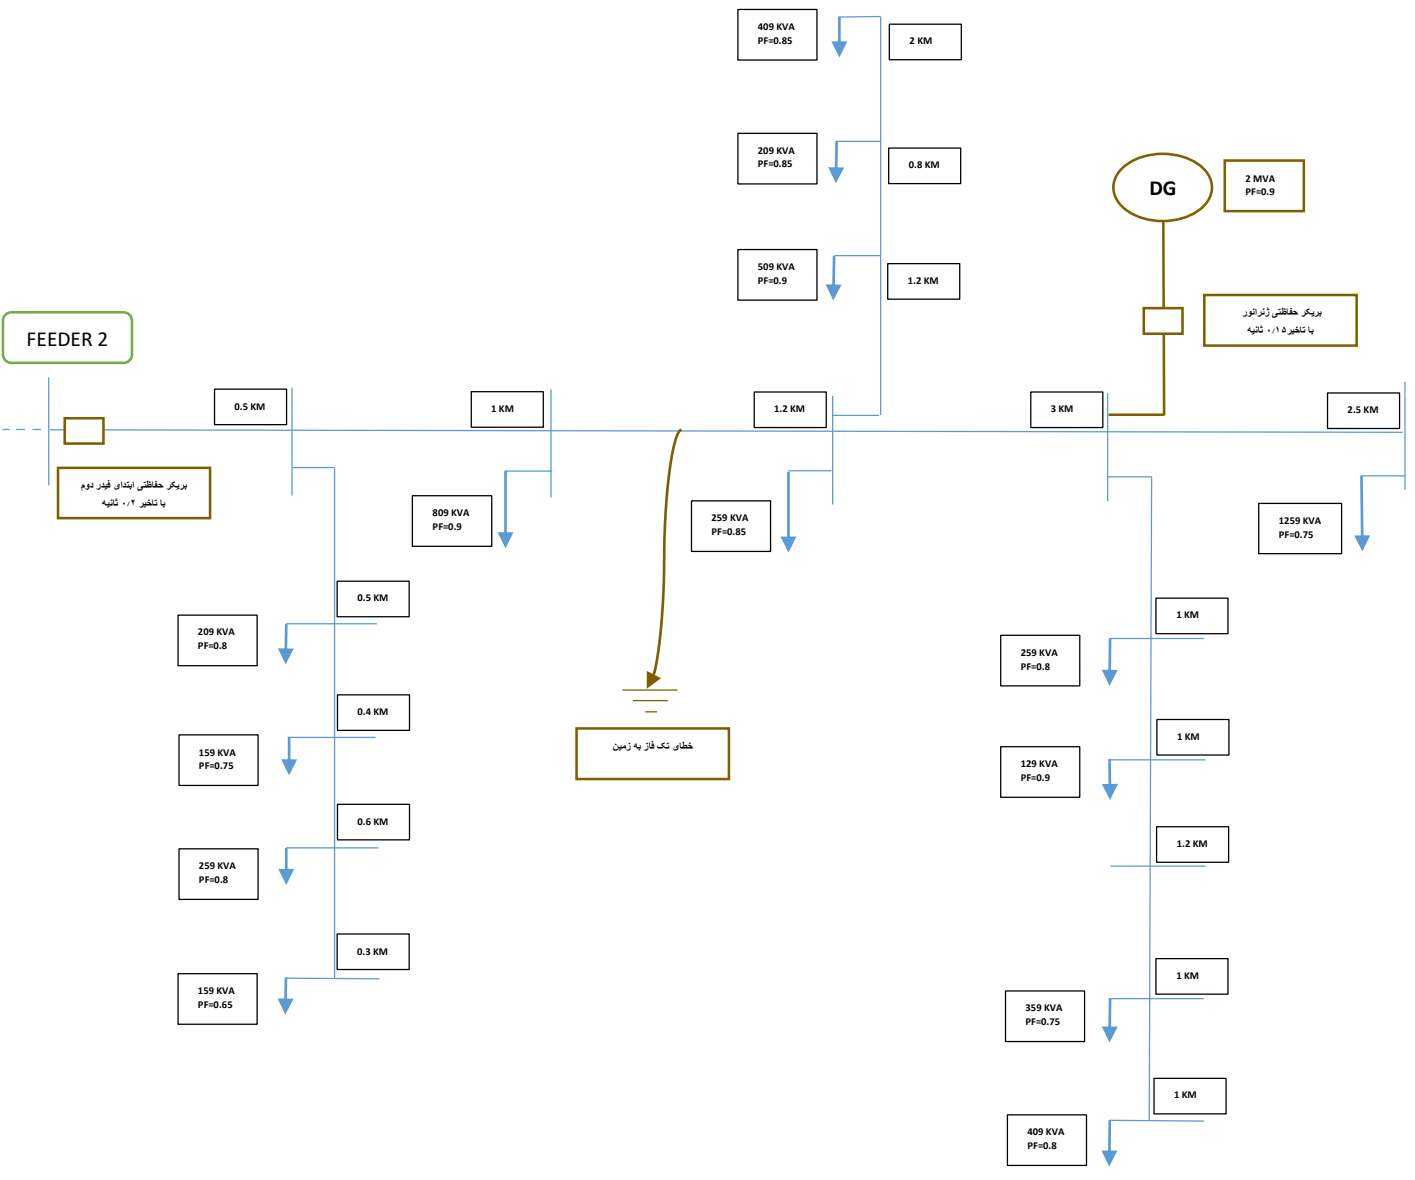 409 KVA
PF=0.85
2 KM
209 KVA
PF=0.85
0.8 KM
DG
2 MVA
PF=0.9
509 KVA
PF=0.9
1.2 KM
بریکر حفاظتی ژنراتور
با تاخیر ۰/۱۵ ثانیه
FEEDER 2
0.5 KM
1 KM
1.2 KM
3 KM
2.5 KM
بریکر حفاظتی ابتدای فیدر دوم
با تاخیر ۰/۲ ثانیه
809 KVA
PF=0.9
259 KVA
PF=0.85
1259 KVA
PF=0.75
0.5 KM
209 KVA
PF=0.8
0.4 KM
159 KVA
PF=0.75
0.6 KM
259 KVA
PF=0.8
0.3 KM
159 KVA
PF=0.65
خطای تک فاز به زمین
1 KM
259 KVA
PF=0.8
1 KM
129 KVA
PF=0.9
1.2 KM
1 KM
359 KVA
PF=0.75
1 KM
409 KVA
PF=0.8